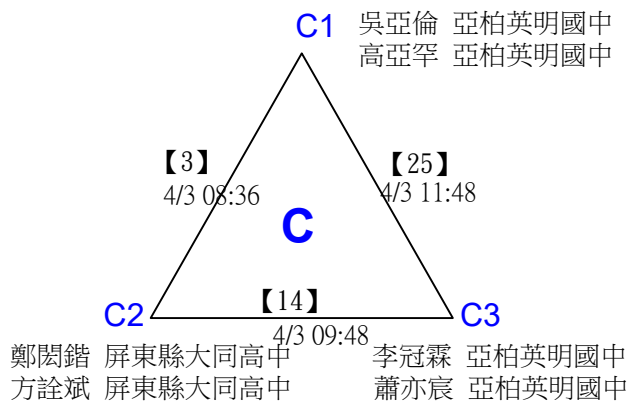 C1
吳亞倫 亞柏英明國中
高亞罕 亞柏英明國中
【3】
4/3 08:36
【25】
4/3 11:48
C
C2
【14】
4/3 09:48
C3
鄭閎鍇 屏東縣大同高中
方詮斌 屏東縣大同高中
李冠霖 亞柏英明國中
蕭亦宸 亞柏英明國中